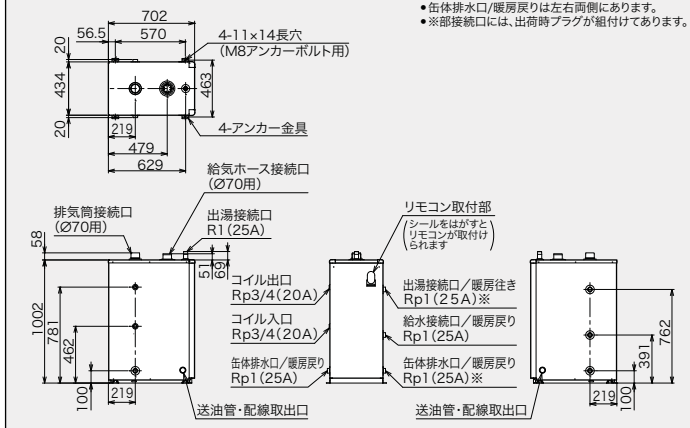 •缶体排水口/暖房戻りは左右両側にあります。
•※部接続口には、出荷時プラグが組付けてあります。
702
56.5
570
4-11×14長穴
(M8アンカーボルト用)
20
434
20
463
219
4-アンカー金具
479
629
給気ホース接続口
(Ø70用)
排気筒接続口
(Ø70用)
出湯接続口
R1(25A)
58
51
69
リモコン取付部
(シールをはがすと
リモコンが取付け
られます)
コイル出口
Rp3/4(20A)
コイル入口
Rp3/4(20A)
缶体排水口/暖房戻り
Rp1(25A)
出湯接続口/暖房往き
Rp1(25A)※
給水接続口/暖房戻り
Rp1(25A)
缶体排水口/暖房戻り
Rp1(25A)※
1002
781
462
100
219
送油管・配線取出口
762
391
100
219
送油管・配線取出口